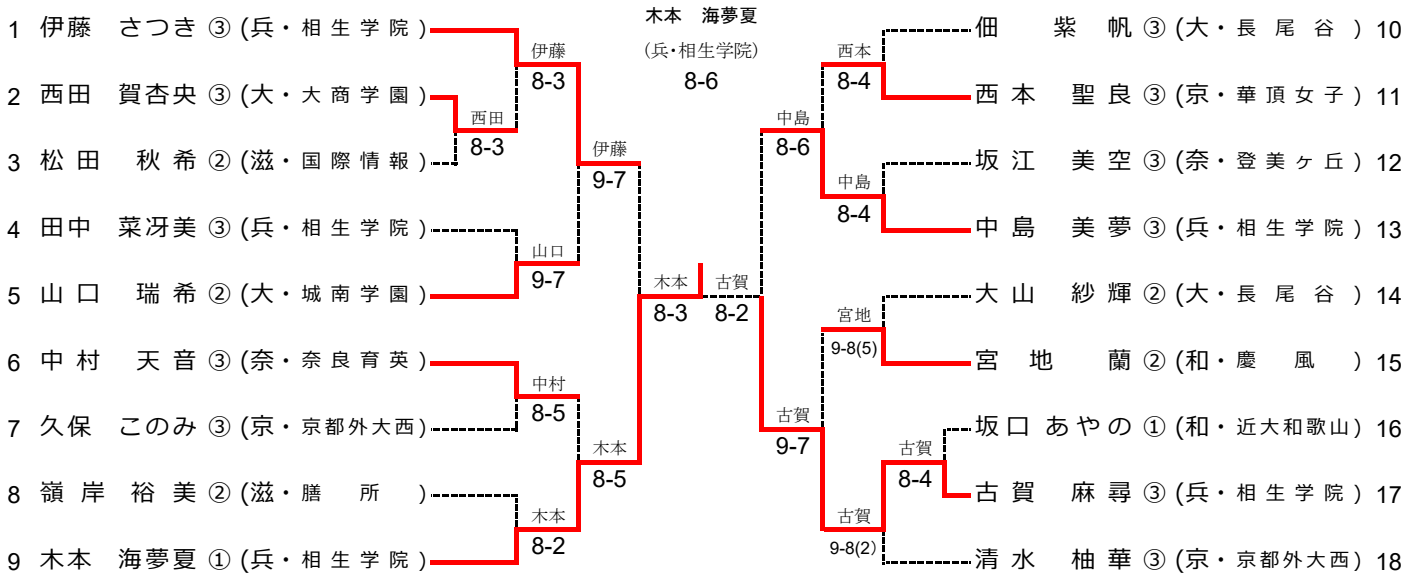 木本 海夢夏
(兵・相生学院)
8-6
1 伊藤 さつき ③ (兵・相生学院)
2 西田 賀杏央 ③ (大・大商学園)
3 松田 秋希 ② (滋・国際情報)
4 田中 菜冴美 ③ (兵・相生学院)
5 山口 瑞希 ② (大・城南学園)
6 中村 天音 ③ (奈・奈良育英)
7 久保 このみ ③ (京・京都外大西)
8 嶺岸 裕美 ② (滋・膳所)
9 木本 海夢夏 ① (兵・相生学院)
伊藤
8-3
西田
8-3
伊藤
9-7
山口
9-7
中村
8-5
木本
8-5
木本
8-2
木本
8-3
古賀
8-2
西本
8-4
中島
8-6
中島
8-4
宮地
9-8(5)
古賀
9-7
古賀
8-4
古賀
9-8(2)
佃 紫帆 ③ (大・長尾谷) 10
西本 聖良 ③ (京・華頂女子) 11
坂江 美空 ③ (奈・登美ヶ丘) 12
中島 美夢 ③ (兵・相生学院) 13
大山 紗輝 ② (大・長尾谷) 14
宮地 蘭 ② (和・慶風) 15
坂口 あやの ① (和・近大和歌山) 16
古賀 麻尋 ③ (兵・相生学院) 17
清水 柚華 ③ (京・京都外大西) 18